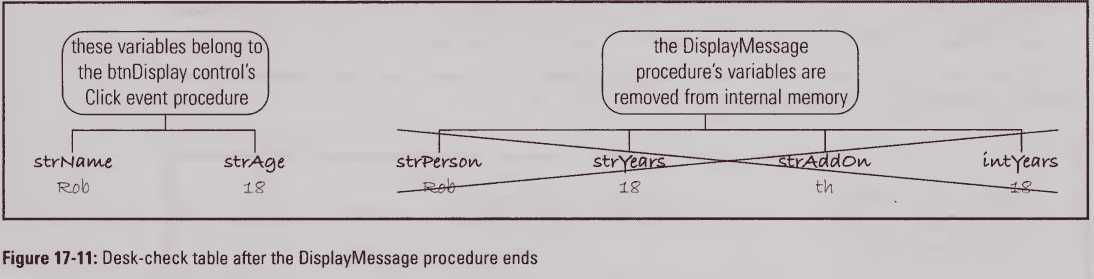 these variables belong to
the btnDisplay control's
Click event procedure
the DisplayMessage
procedure's variables are
removed from internal memory
strName strAge strPerson strYears strAddOn intYears
Rob 18 Rob 18 th 18
Figure 17-11: Desk-check table after the DisplayMessage procedure ends